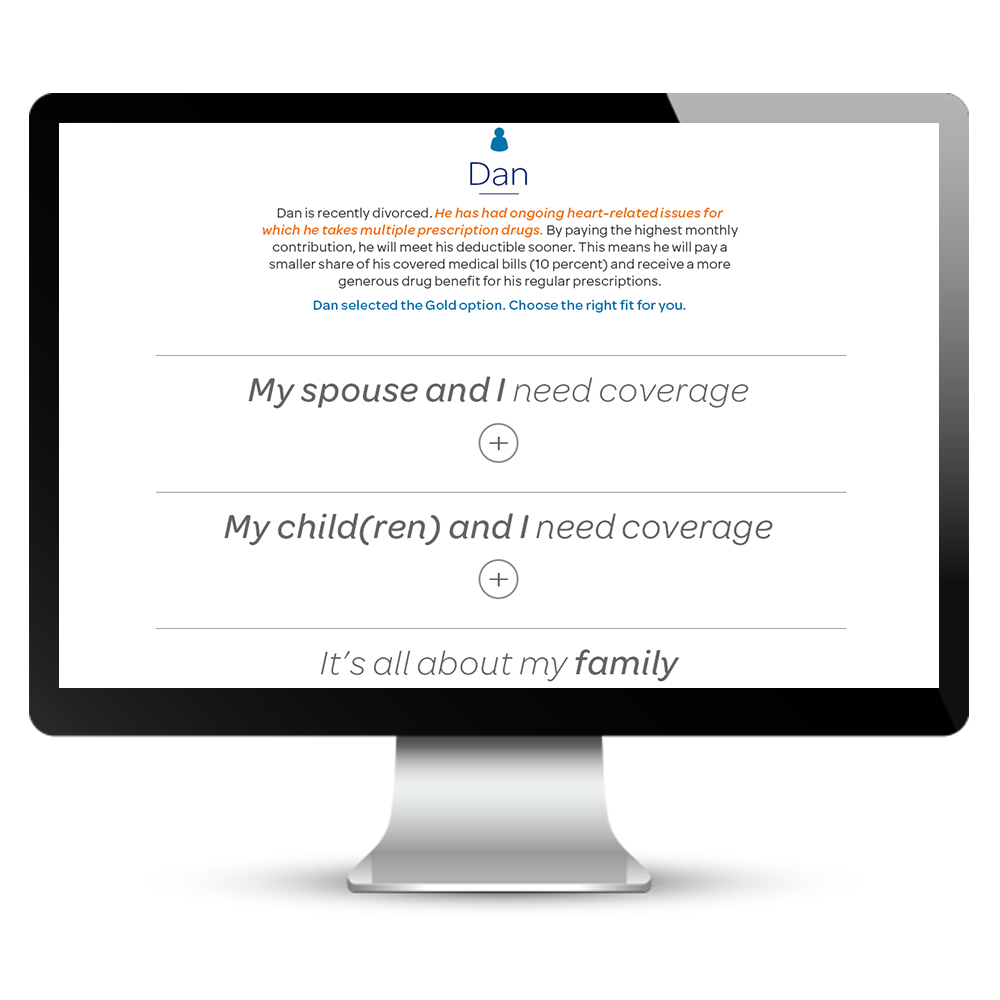 Dan
Dan is recently divorced. He has had ongoing heart-related issues for
which he takes multiple prescription drugs. By paying the highest monthly
contribution, he will meet his deductible sooner. This means he will pay a
smaller share of his covered medical bills (10 percent) and receive a more
generous drug benefit for his regular prescriptions.
Dan selected the Gold option. Choose the right fit for you.
My spouse and I need coverage
My child(ren) and I need coverage
It's all about my family